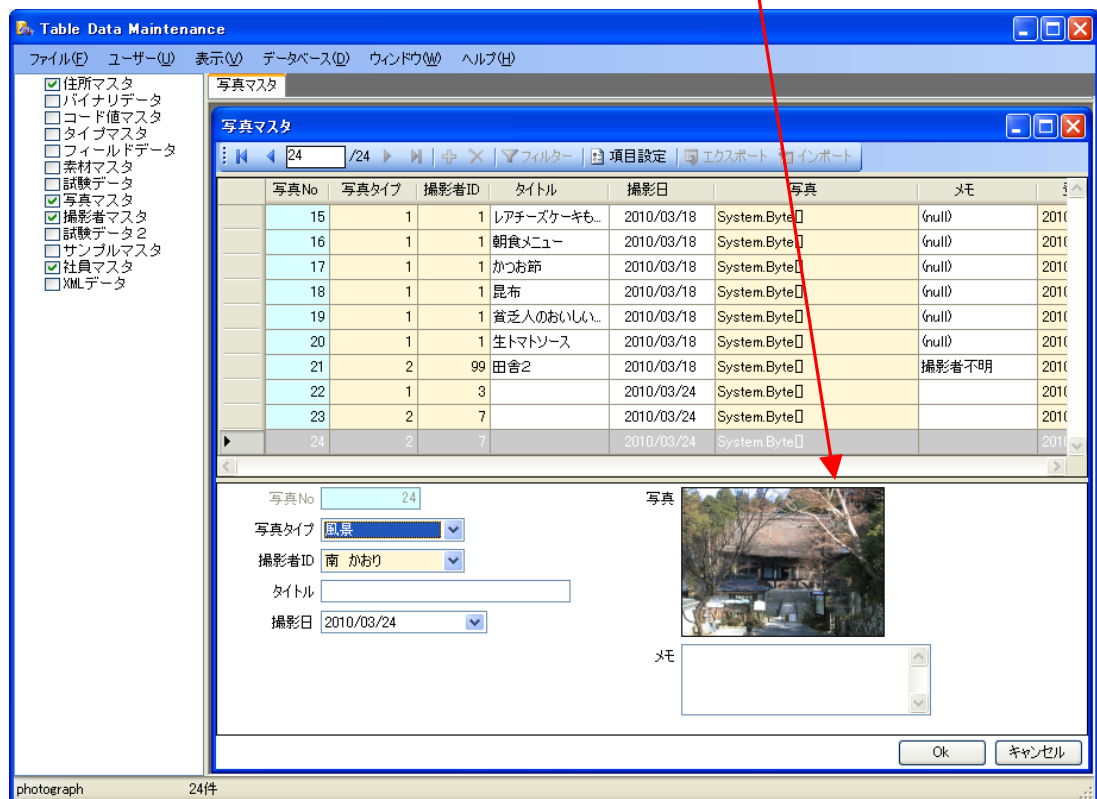 Table Data Maintenance
ファイル(F) ユーザー(U) 表示(V) データベース(D) ウィンドウ(W) ヘルプ(H)
住所マスタ
バイナリデータ
コード値マスタ
タイプマスタ
フィールドデータ
素材マスタ
試験データ
写真マスタ
撮影者マスタ
試験データ2
サンプルマスタ
社員マスタ
XMLデータ
写真マスタ
写真マスタ
24 /24 フィルター 項目設定 エクスポート インポート
写真No 写真タイプ 撮影者ID タイトル 撮影日 写真 メモ
15 1 1 レアチーズケーキも... 2010/03/18 System.Byte[] (null) 201
16 1 1 朝食メニュー 2010/03/18 System.Byte[] (null) 201
17 1 1 かつお節 2010/03/18 System.Byte[] (null) 201
18 1 1 昆布 2010/03/18 System.Byte[] (null) 201
19 1 1 貧乏人のおいしい... 2010/03/18 System.Byte[] (null) 201
20 1 1 生トマトソース 2010/03/18 System.Byte[] (null) 201
21 2 99 田舎2 2010/03/18 System.Byte[] 撮影者不明 201
22 1 3 2010/03/24 System.Byte[] 201
23 2 7 2010/03/24 System.Byte[] 201
24 2 7 2010/03/24 System.Byte[] 201
写真No 24
写真タイプ 風景
撮影者ID 南 かおり
タイトル
撮影日 2010/03/24
写真
メモ
Ok キャンセル
photograph 24件